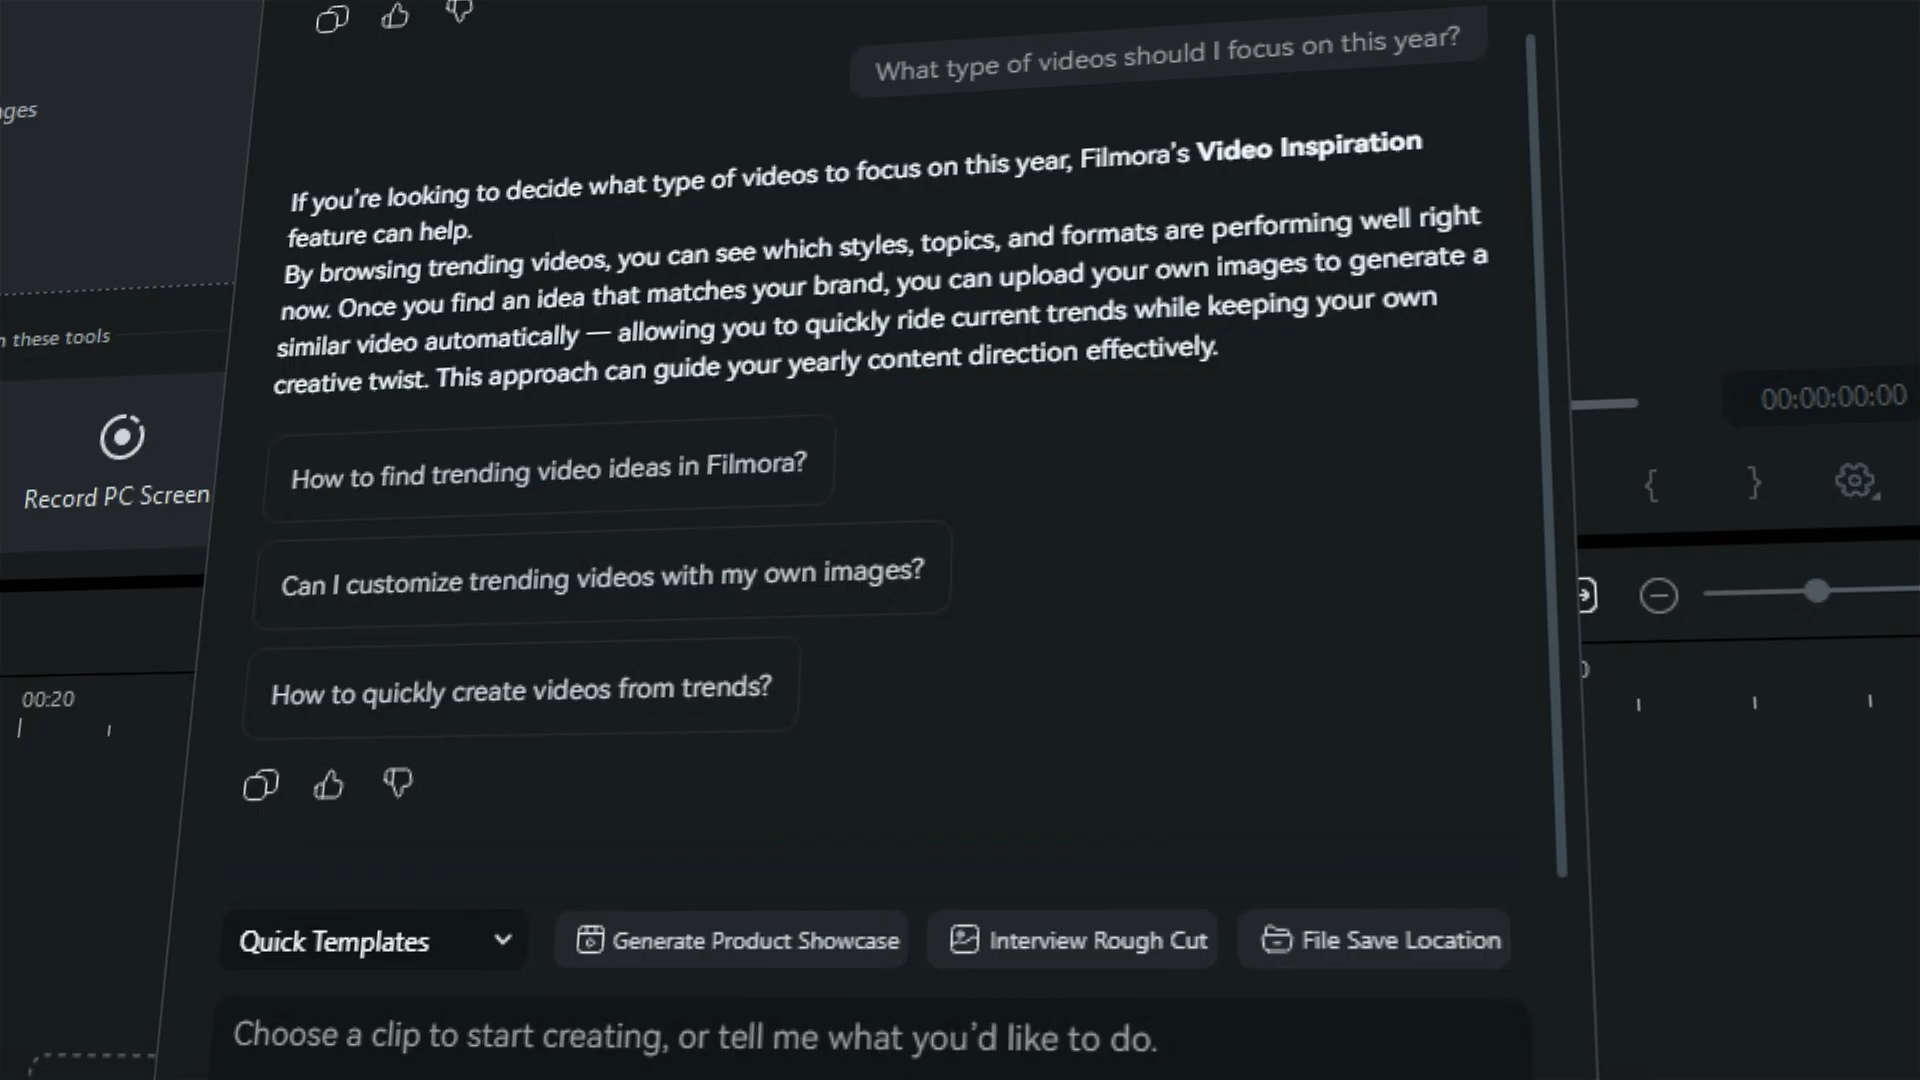 What type of videos should I focus on this year?
If you're looking to decide what type of videos to focus on this year, Filmora's Video Inspiration
feature can help.
By browsing trending videos, you can see which styles, topics, and formats are performing well right
now. Once you find an idea that matches your brand, you can upload your own images to generate a
similar video automatically — allowing you to quickly ride current trends while keeping your own
creative twist. This approach can guide your yearly content direction effectively.
these tools
Record PC Screen
00:00:00:00
{ }
How to find trending video ideas in Filmora?
Can I customize trending videos with my own images?
How to quickly create videos from trends?
00:20
Quick Templates
Generate Product Showcase
Interview Rough Cut
File Save Location
Choose a clip to start creating, or tell me what you'd like to do.